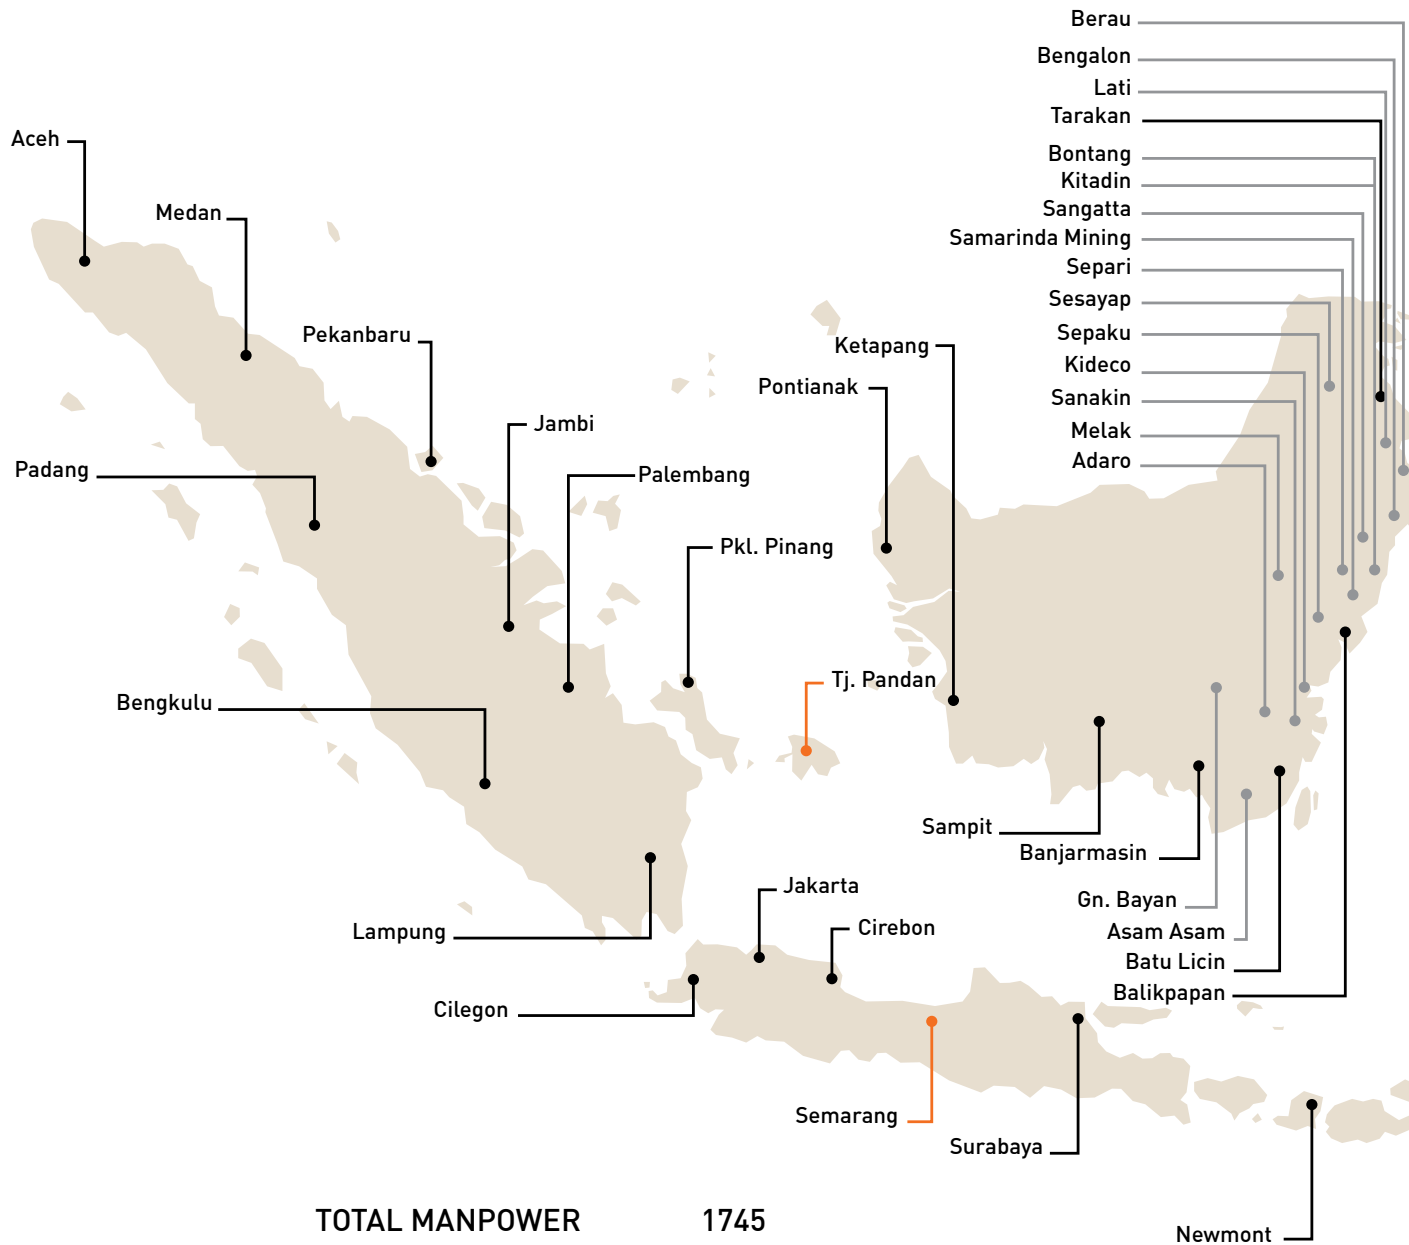 Berau
Bengalon
Lati
Tarakan
Bontang
Kitadin
Sangatta
Samarinda Mining
Separi
Sesayap
Sepaku
Kideco
Sanakin
Melak
Adaro
Aceh
Medan
Pekanbaru
Padang
Jambi
Palembang
Pkl. Pinang
Bengkulu
Lampung
Ketapang
Pontianak
Tj. Pandan
Sampit
Banjarmasin
Gn. Bayan
Asam Asam
Batu Licin
Balikpapan
Jakarta
Cirebon
Cilegon
Semarang
Surabaya
Newmont
TOTAL MANPOWER 1745